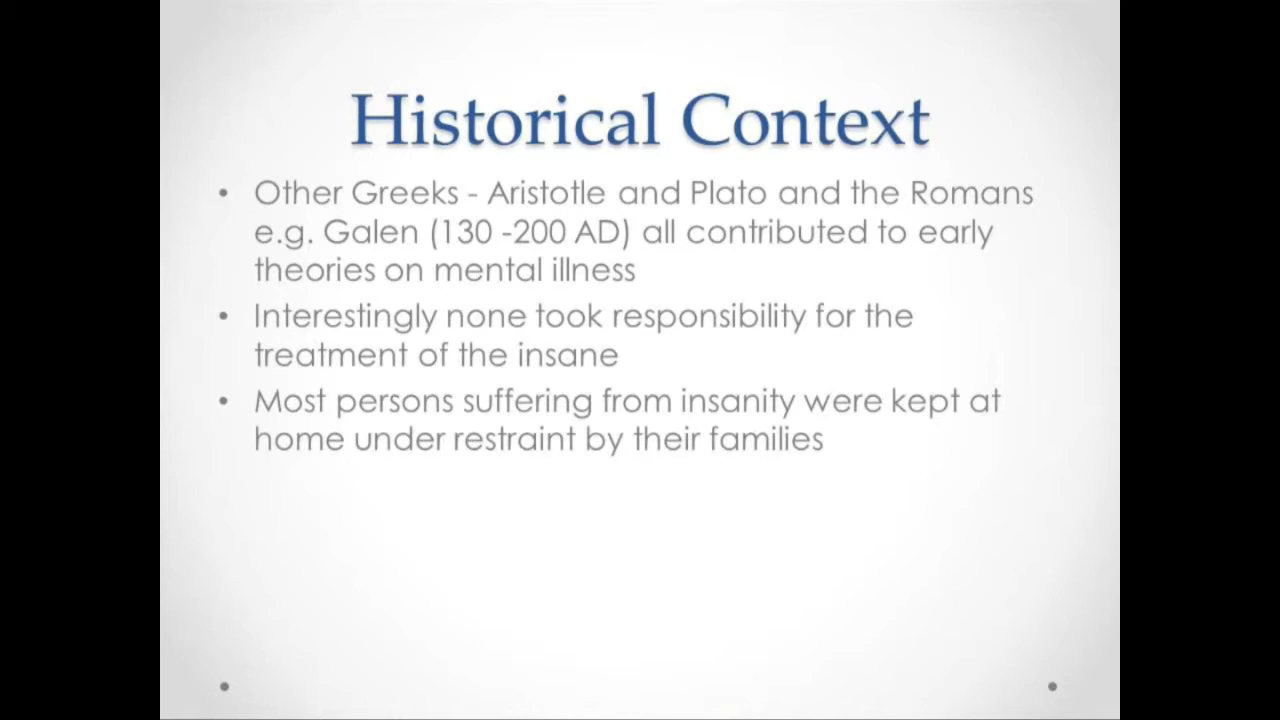 Historical Context
• Other Greeks - Aristotle and Plato and the Romans
e.g. Galen (130 -200 AD) all contributed to early
theories on mental illness
• Interestingly none took responsibility for the
treatment of the insane
• Most persons suffering from insanity were kept at
home under restraint by their families